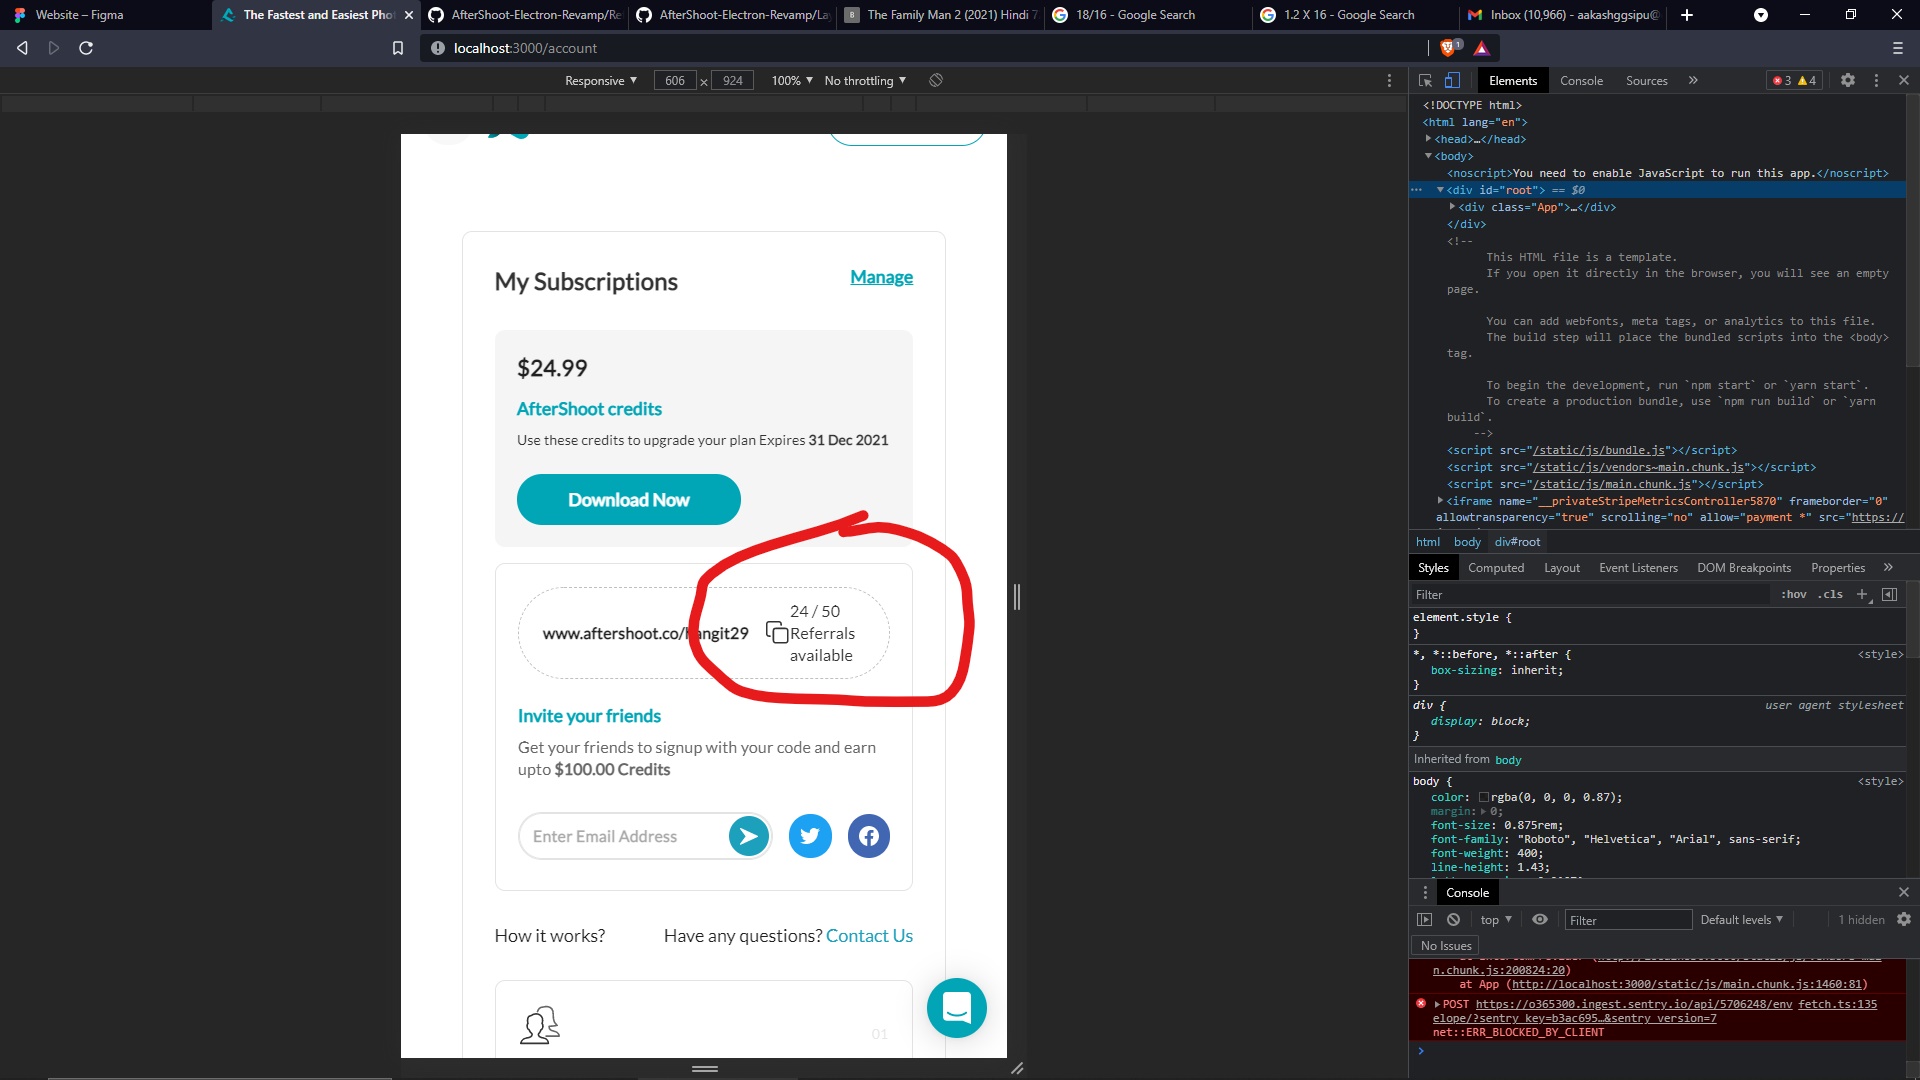 Website – Figma
The Fastest and Easiest Pho
AfterShoot-Electron-Revamp/Re
AfterShoot-Electron-Revamp/La
The Family Man 2 (2021) Hindi 7
18/16 - Google Search
1.2 X 16 - Google Search
Inbox (10,966) - aakashggsipu@
localhost:3000/account
1
Responsive
606 x 924
100%
No throttling
My Subscriptions
Manage
$24.99
AfterShoot credits
Use these credits to upgrade your plan Expires 31 Dec 2021
Download Now
www.aftershoot.co/hangit29
24 / 50
Referrals
available
Invite your friends
Get your friends to signup with your code and earn
upto $100.00 Credits
Enter Email Address
How it works?
Have any questions? Contact Us
01
Elements
Console
Sources
3
4
<!DOCTYPE html>
<html lang="en">
<head>…</head>
<body>
<noscript>You need to enable JavaScript to run this app.</noscript>
<div id="root"> == $0
<div class="App">…</div>
</div>
<!--
This HTML file is a template.
If you open it directly in the browser, you will see an empty
page.
You can add webfonts, meta tags, or analytics to this file.
The build step will place the bundled scripts into the <body>
tag.
To begin the development, run `npm start` or `yarn start`.
To create a production bundle, use `npm run build` or `yarn
build`.
-->
<script src="/static/js/bundle.js"></script>
<script src="/static/js/vendors~main.chunk.js"></script>
<script src="/static/js/main.chunk.js"></script>
<iframe name="__privateStripeMetricsController5870" frameborder="0"
allowtransparency="true" scrolling="no" allow="payment *" src="https://
html body div#root
Styles
Computed
Layout
Event Listeners
DOM Breakpoints
Properties
Filter
:hov .cls
element.style {
}
*, *::before, *::after {
<style>
box-sizing: inherit;
}
div {
user agent stylesheet
display: block;
}
Inherited from body
body {
<style>
color: rgba(0, 0, 0, 0.87);
margin: 0;
font-size: 0.875rem;
font-family: "Roboto", "Helvetica", "Arial", sans-serif;
font-weight: 400;
line-height: 1.43;
Console
top
Filter
Default levels
1 hidden
No Issues
n.chunk.js:200824:20)
at App (http://localhost:3000/static/js/main.chunk.js:1460:81)
POST https://o365300.ingest.sentry.io/api/5706248/env fetch.ts:135
elope/?sentry_key=b3ac695…&sentry_version=7
net::ERR_BLOCKED_BY_CLIENT